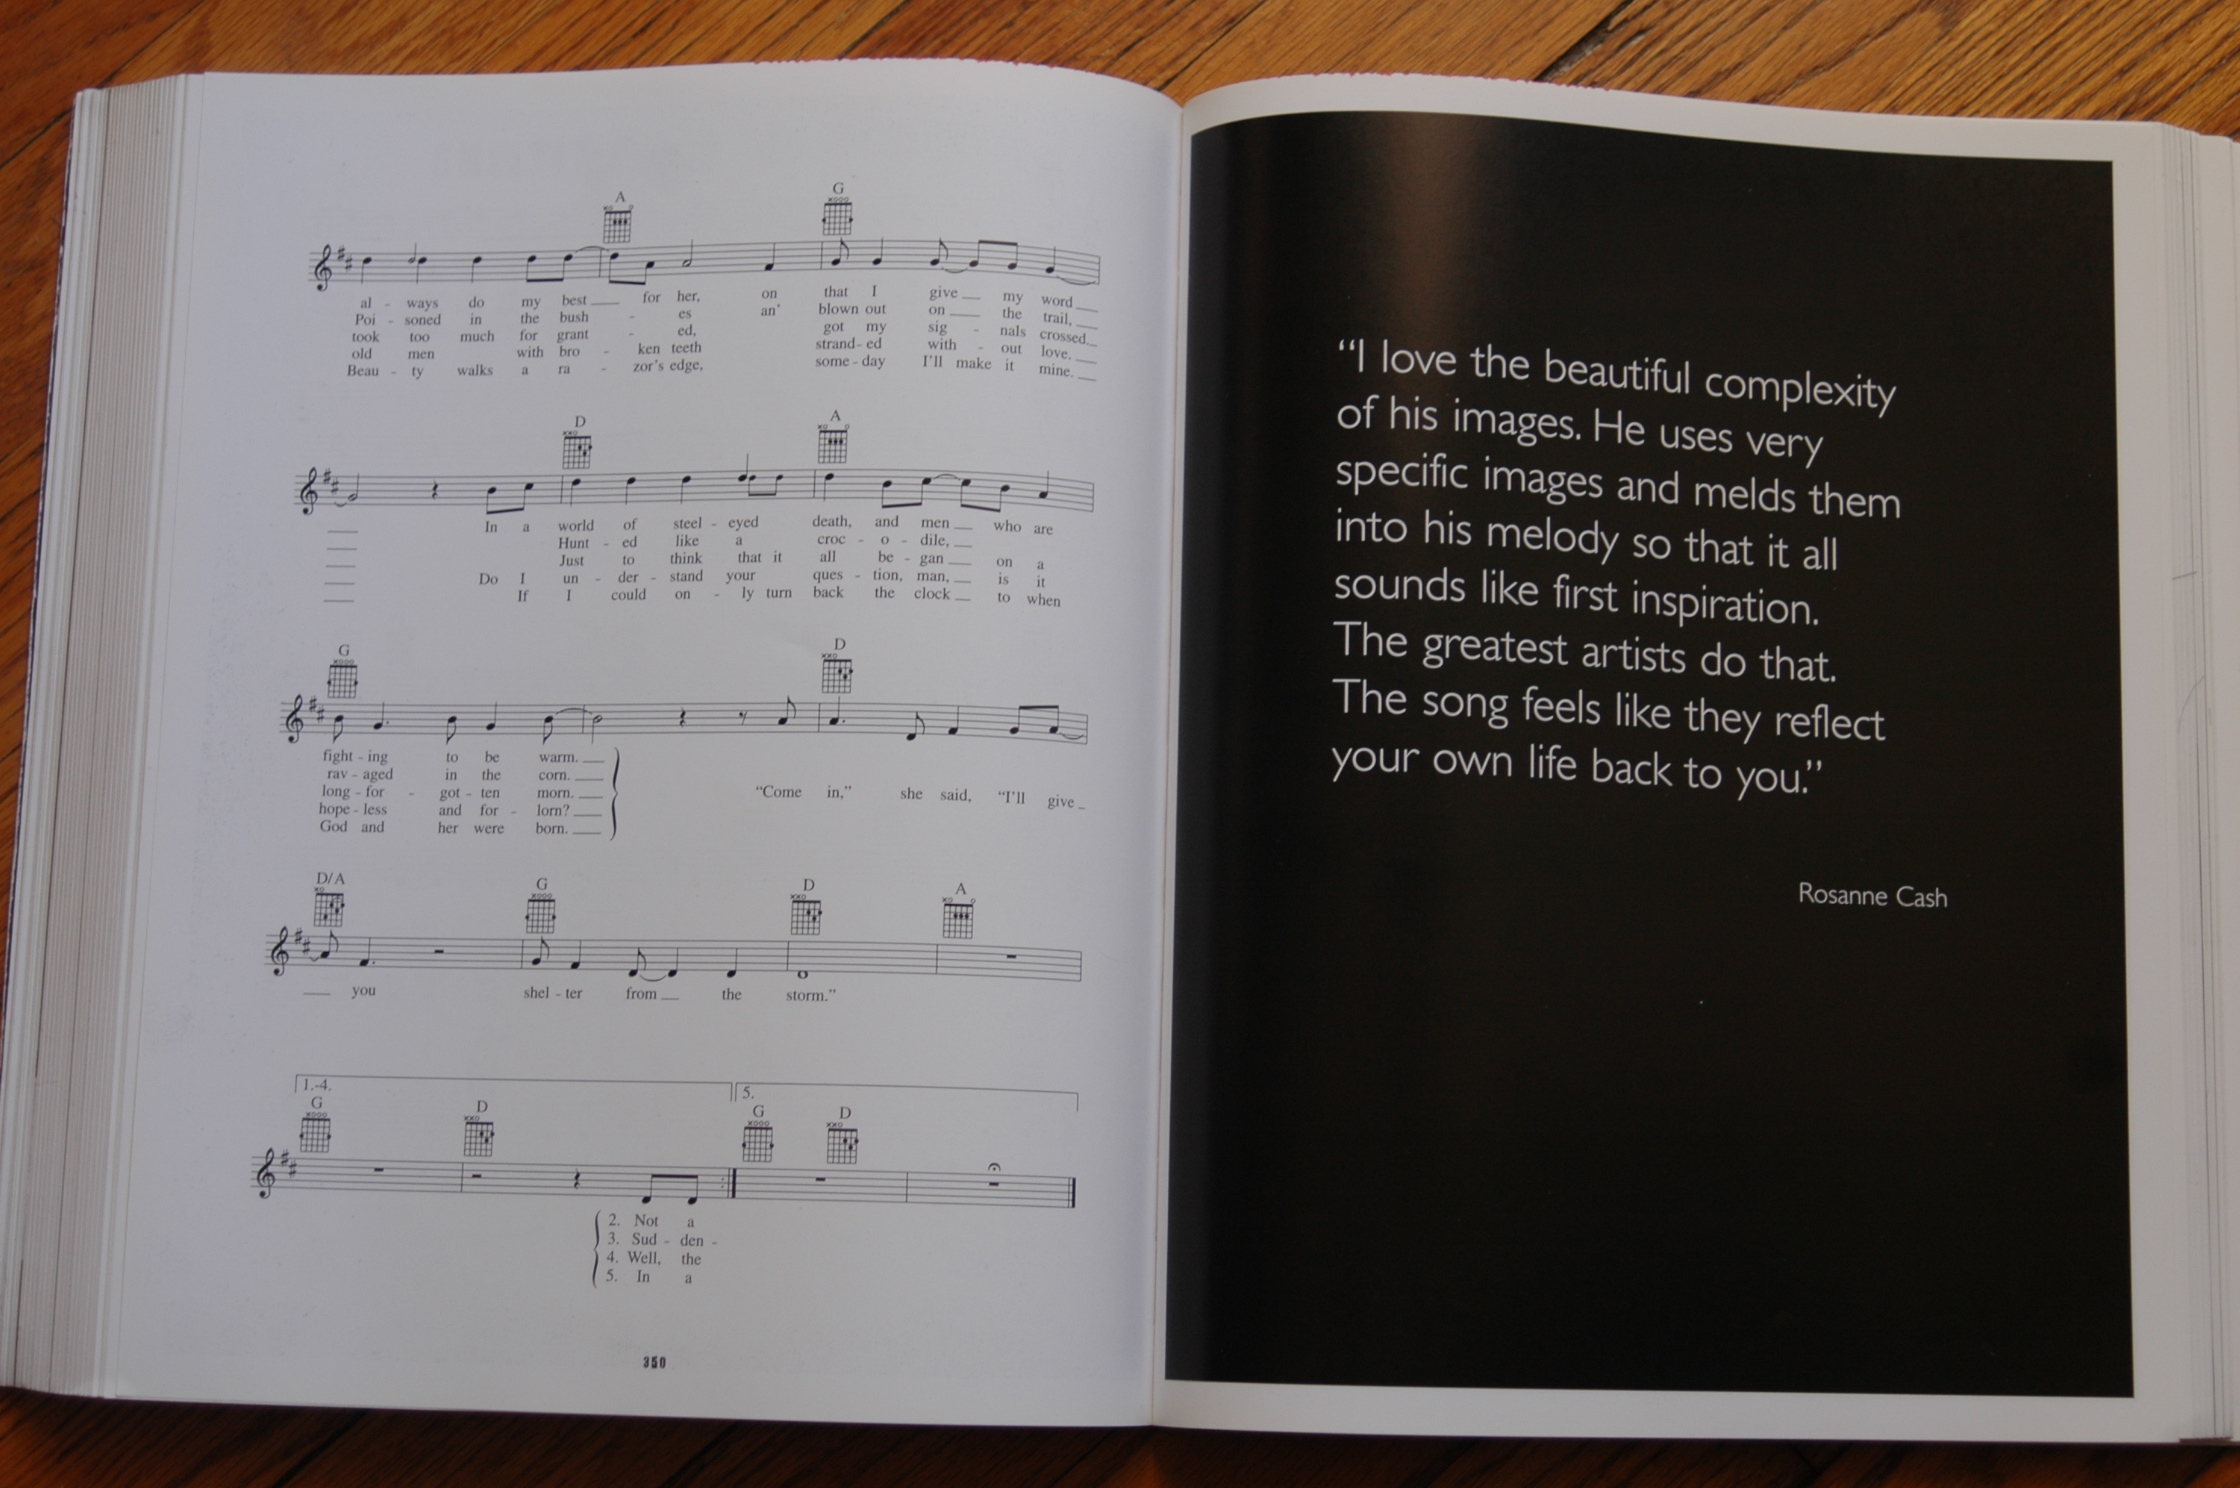 A G
al - ways do my best for her, on that I give my word
Poi - soned in the bush - es an' blown out on the trail,
took too much for grant - ed, got my sig - nals crossed.
old men with bro - ken teeth strand - ed with - out love.
Beau - ty walks a ra - zor's edge, some - day I'll make it mine.
D A
In a world of steel - eyed death, and men who are
Hunt - ed like a croc - o - dile,
Just to think that it all be - gan on a
Do I un - der - stand your ques - tion, man, is it
If I could on - ly turn back the clock to when
G D
fight - ing to be warm.
rav - aged in the corn.
long - for - got - ten morn. "Come in," she said, "I'll give
hope - less and for - lorn?
God and her were born.
D/A G D A
you shel - ter from the storm."
1.-4. 5.
G D G D
2. Not a
3. Sud - den -
4. Well, the
5. In a
350
“I love the beautiful complexity
of his images. He uses very
specific images and melds them
into his melody so that it all
sounds like first inspiration.
The greatest artists do that.
The song feels like they reflect
your own life back to you.”
Rosanne Cash